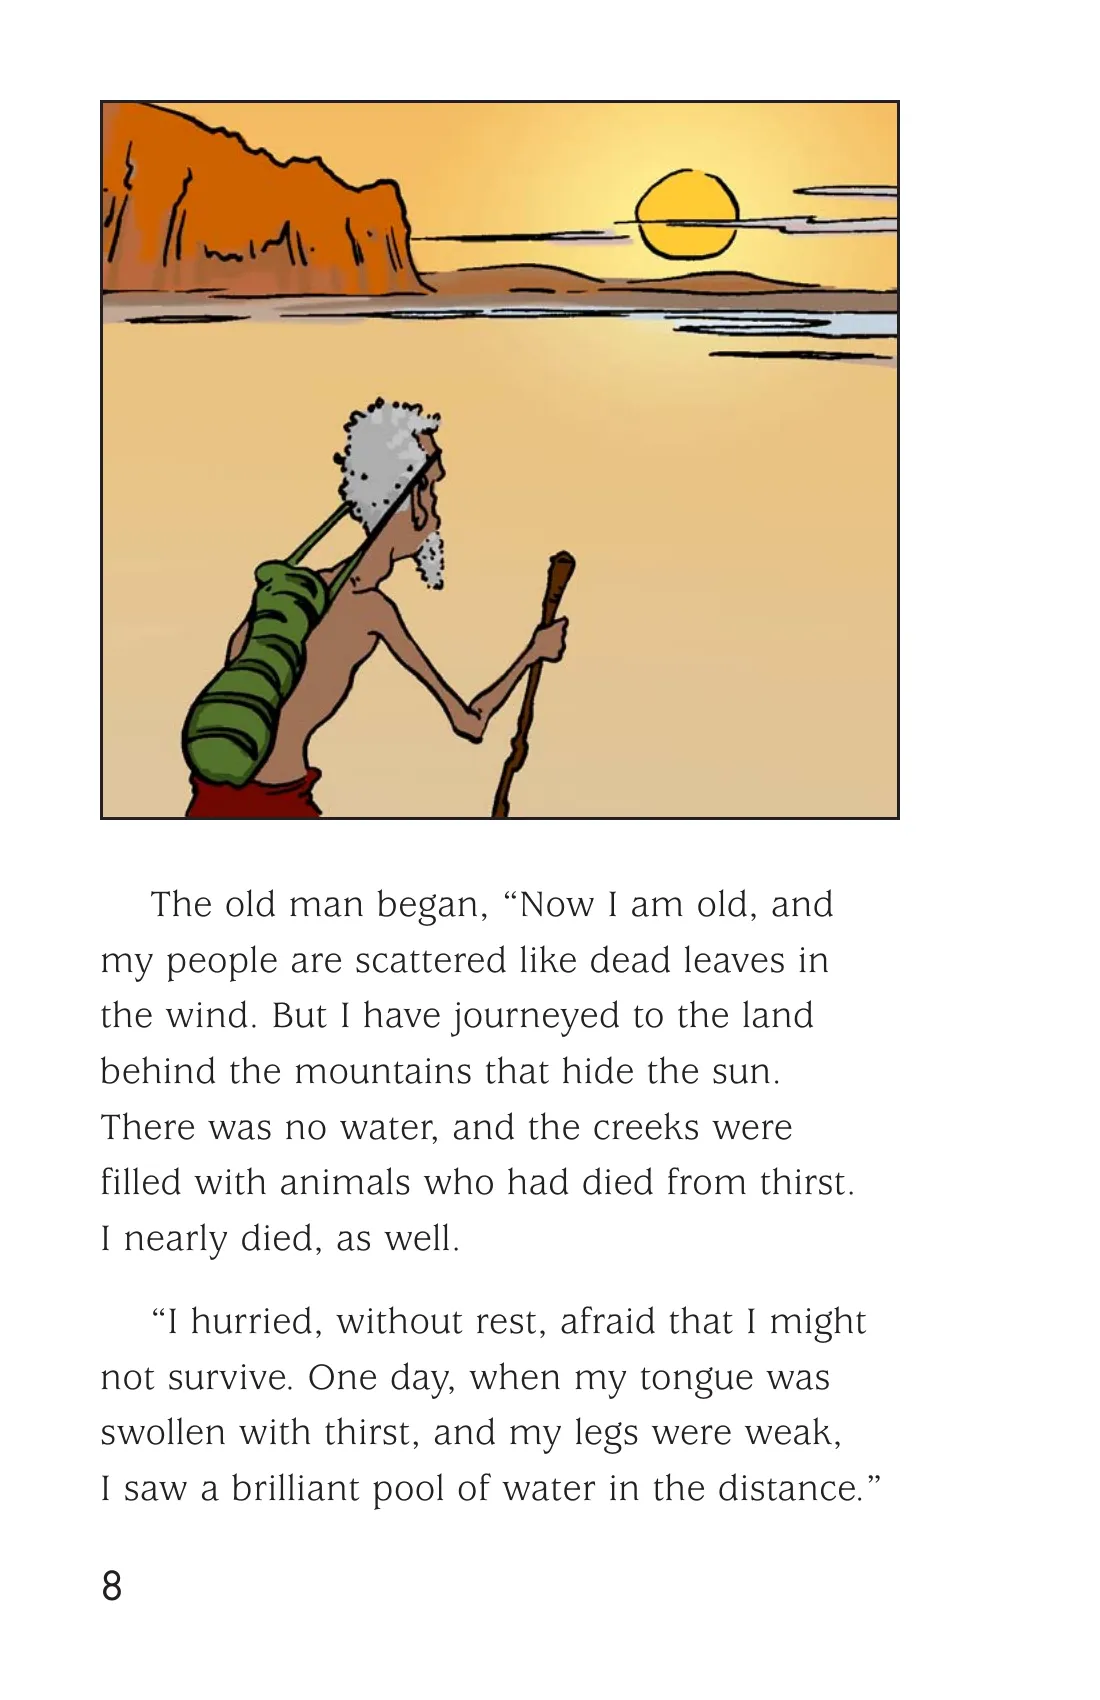 The old man began, “Now I am old, and
my people are scattered like dead leaves in
the wind. But I have journeyed to the land
behind the mountains that hide the sun.
There was no water, and the creeks were
filled with animals who had died from thirst.
I nearly died, as well.
“I hurried, without rest, afraid that I might
not survive. One day, when my tongue was
swollen with thirst, and my legs were weak,
I saw a brilliant pool of water in the distance.”
8